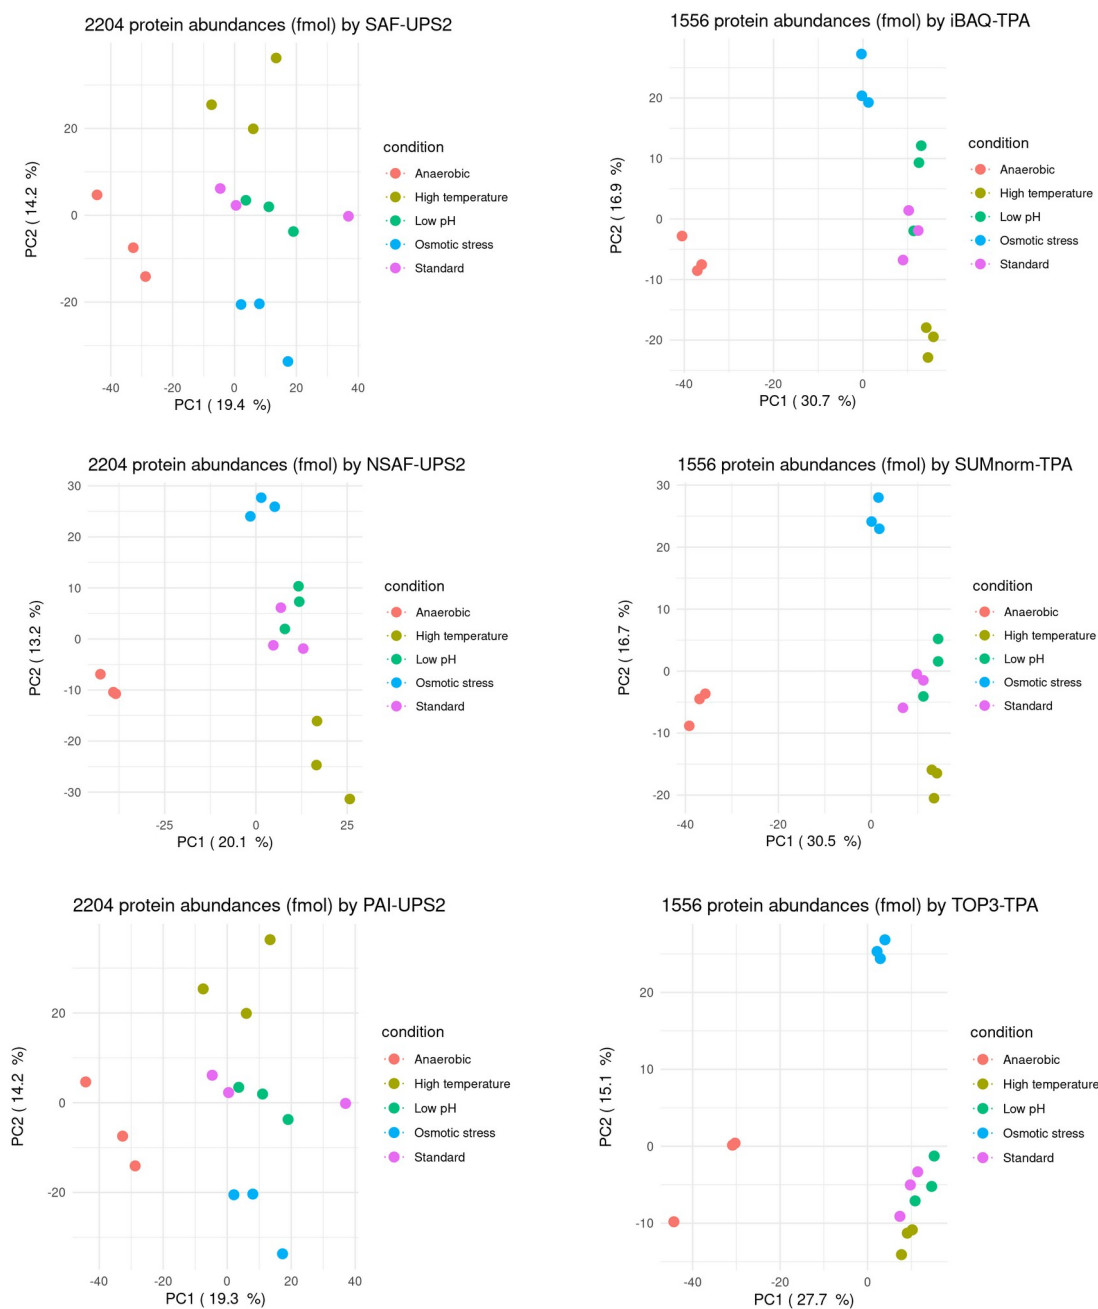 2204 protein abundances (fmol) by SAF-UPS2
20
0
-20
-40
-20
0
20
40
PC2 ( 14.2 %)
PC1 ( 19.4 %)
condition
Anaerobic
High temperature
Low pH
Osmotic stress
Standard
1556 protein abundances (fmol) by iBAQ-TPA
20
10
0
-10
-20
-40
-20
0
PC2 ( 16.9 %)
PC1 ( 30.7 %)
condition
Anaerobic
High temperature
Low pH
Osmotic stress
Standard
2204 protein abundances (fmol) by NSAF-UPS2
30
20
10
0
-10
-20
-30
-25
0
25
PC2 ( 13.2 %)
PC1 ( 20.1 %)
condition
Anaerobic
High temperature
Low pH
Osmotic stress
Standard
1556 protein abundances (fmol) by SUMnorm-TPA
30
20
10
0
-10
-20
-40
-20
0
PC2 ( 16.7 %)
PC1 ( 30.5 %)
condition
Anaerobic
High temperature
Low pH
Osmotic stress
Standard
2204 protein abundances (fmol) by PAI-UPS2
20
0
-20
-40
-20
0
20
40
PC2 ( 14.2 %)
PC1 ( 19.3 %)
condition
Anaerobic
High temperature
Low pH
Osmotic stress
Standard
1556 protein abundances (fmol) by TOP3-TPA
20
10
0
-10
-40
-20
0
PC2 ( 15.1 %)
PC1 ( 27.7 %)
condition
Anaerobic
High temperature
Low pH
Osmotic stress
Standard